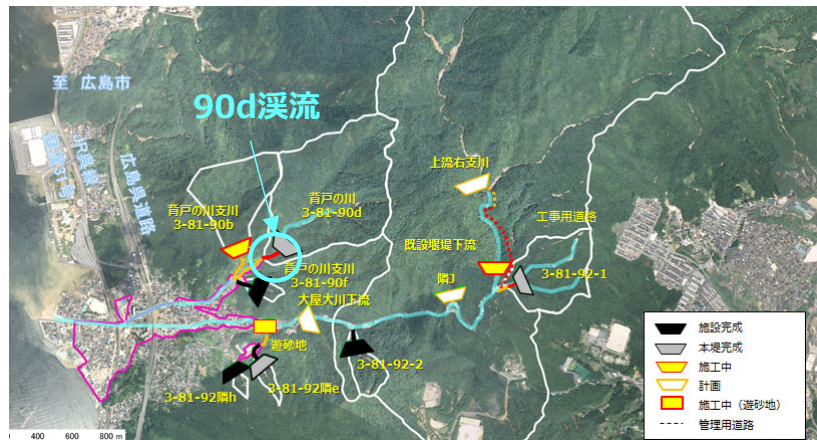 至 広島市
90d渓流
JR呉線
国道31号
広島呉道路
背戸の川支川
3-81-90b
背戸の川
3-81-90d
背戸の川支川
3-81-90f
大屋大川下流
遊砂地
3-81-92隣h
3-81-92隣e
3-81-92-2
上流右支川
工事用道路
既設堰堤下流
隣J
3-81-92-1
施設完成
本堤完成
施工中
計画
施工中（遊砂地）
管理用道路
0 200 400 600 800 m